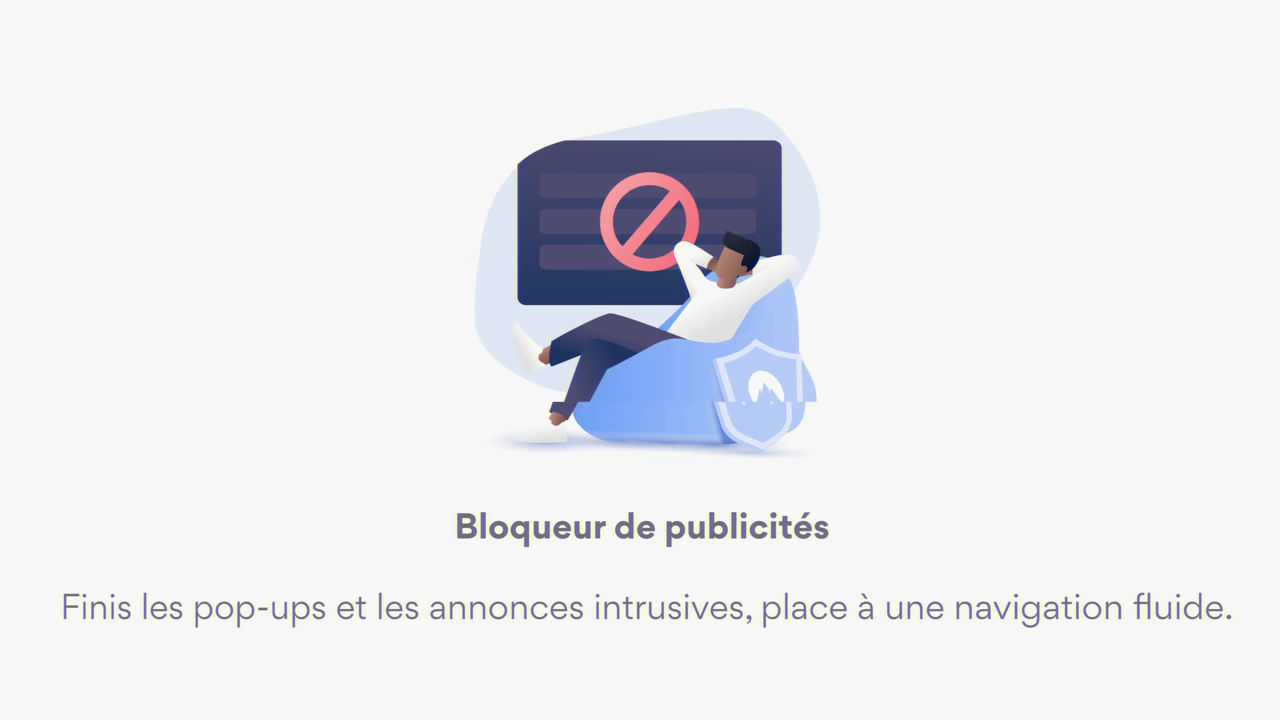 Bloqueur de publicités
Finis les pop-ups et les annonces intrusives, place à une navigation fluide.